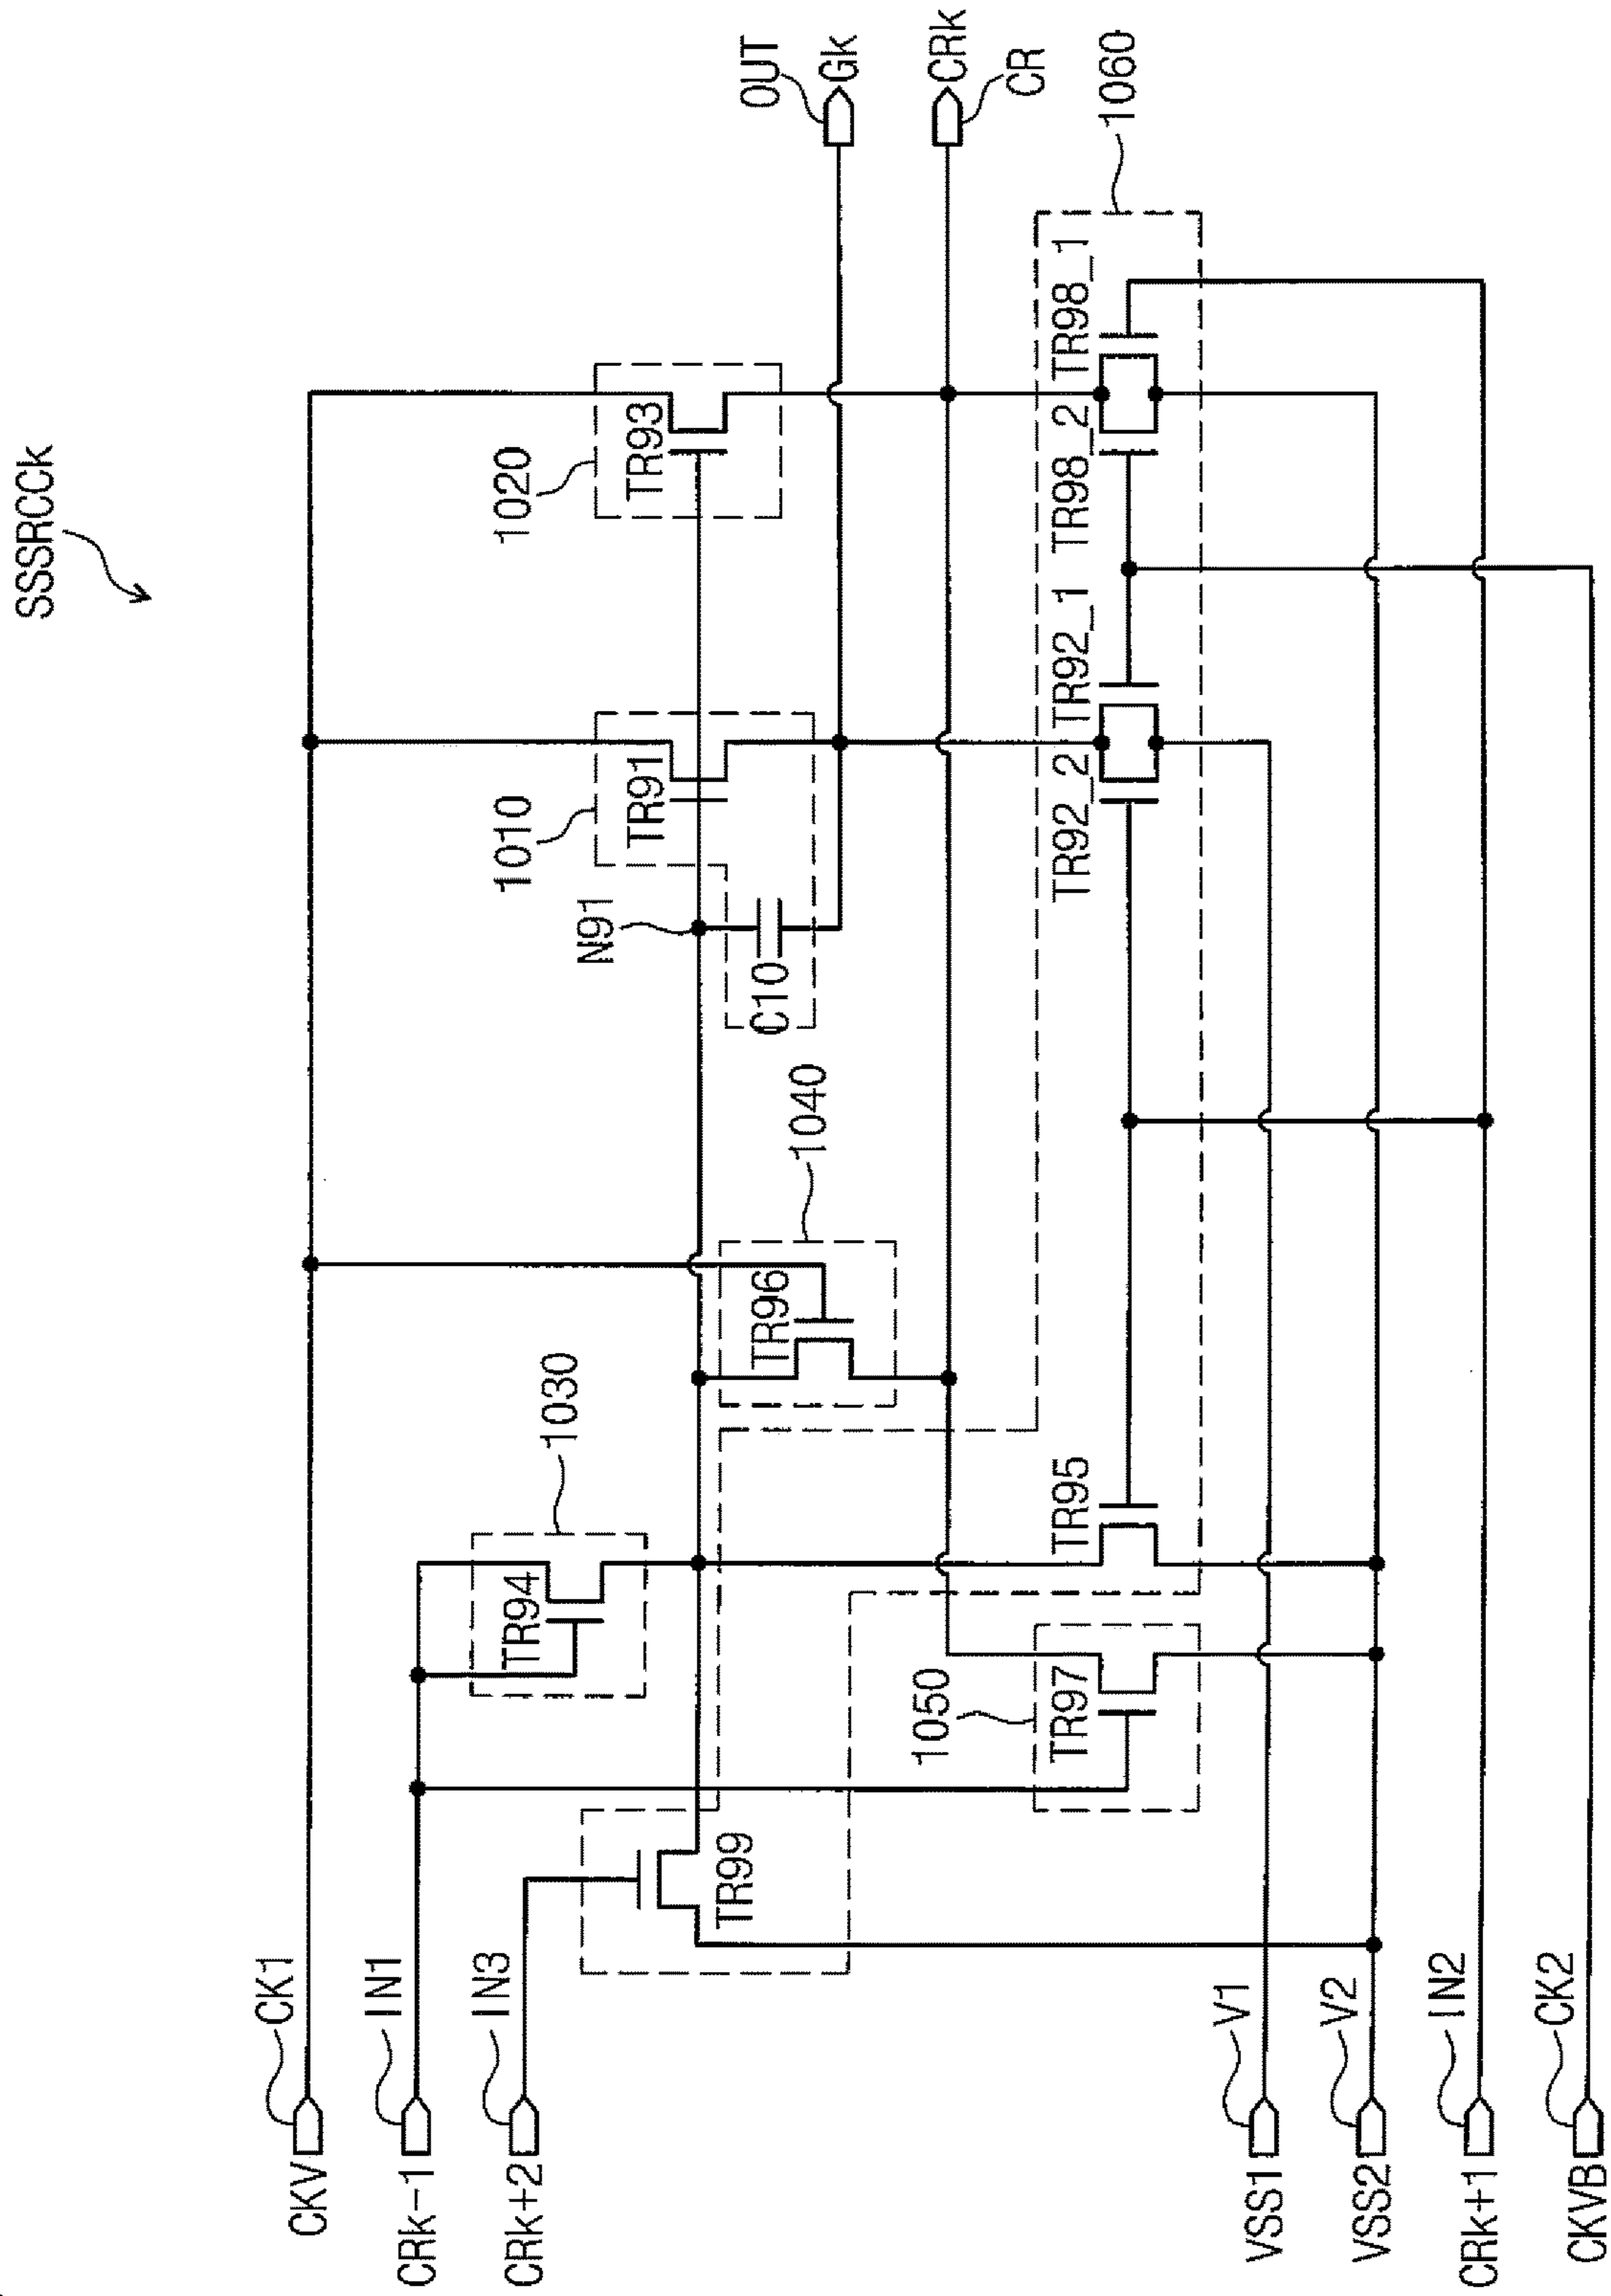 SSSRCCk
CKV
CK1
CRk-1
IN1
CRk+2
IN3
1030
TR94
N91
1010
TR91
1020
TR93
OUT
Gk
CRk
CR
TR99
1040
TR96
C10
1060
1050
TR97
TR95
TR92_2
TR92_1
TR98_2
TR98_1
VSS1
V1
VSS2
V2
CRk+1
IN2
CKVB
CK2